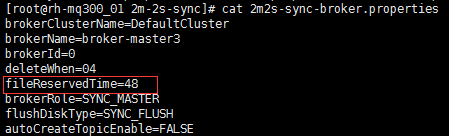 [root@rh-mq300_01 2m-2s-sync]# cat 2m2s-sync-broker.properties
brokerClusterName=DefaultCluster
brokerName=broker-master3
brokerId=0
deleteWhen=04
fileReservedTime=48
brokerRole=SYNC_MASTER
flushDiskType=SYNC_FLUSH
autoCreateTopicEnable=FALSE